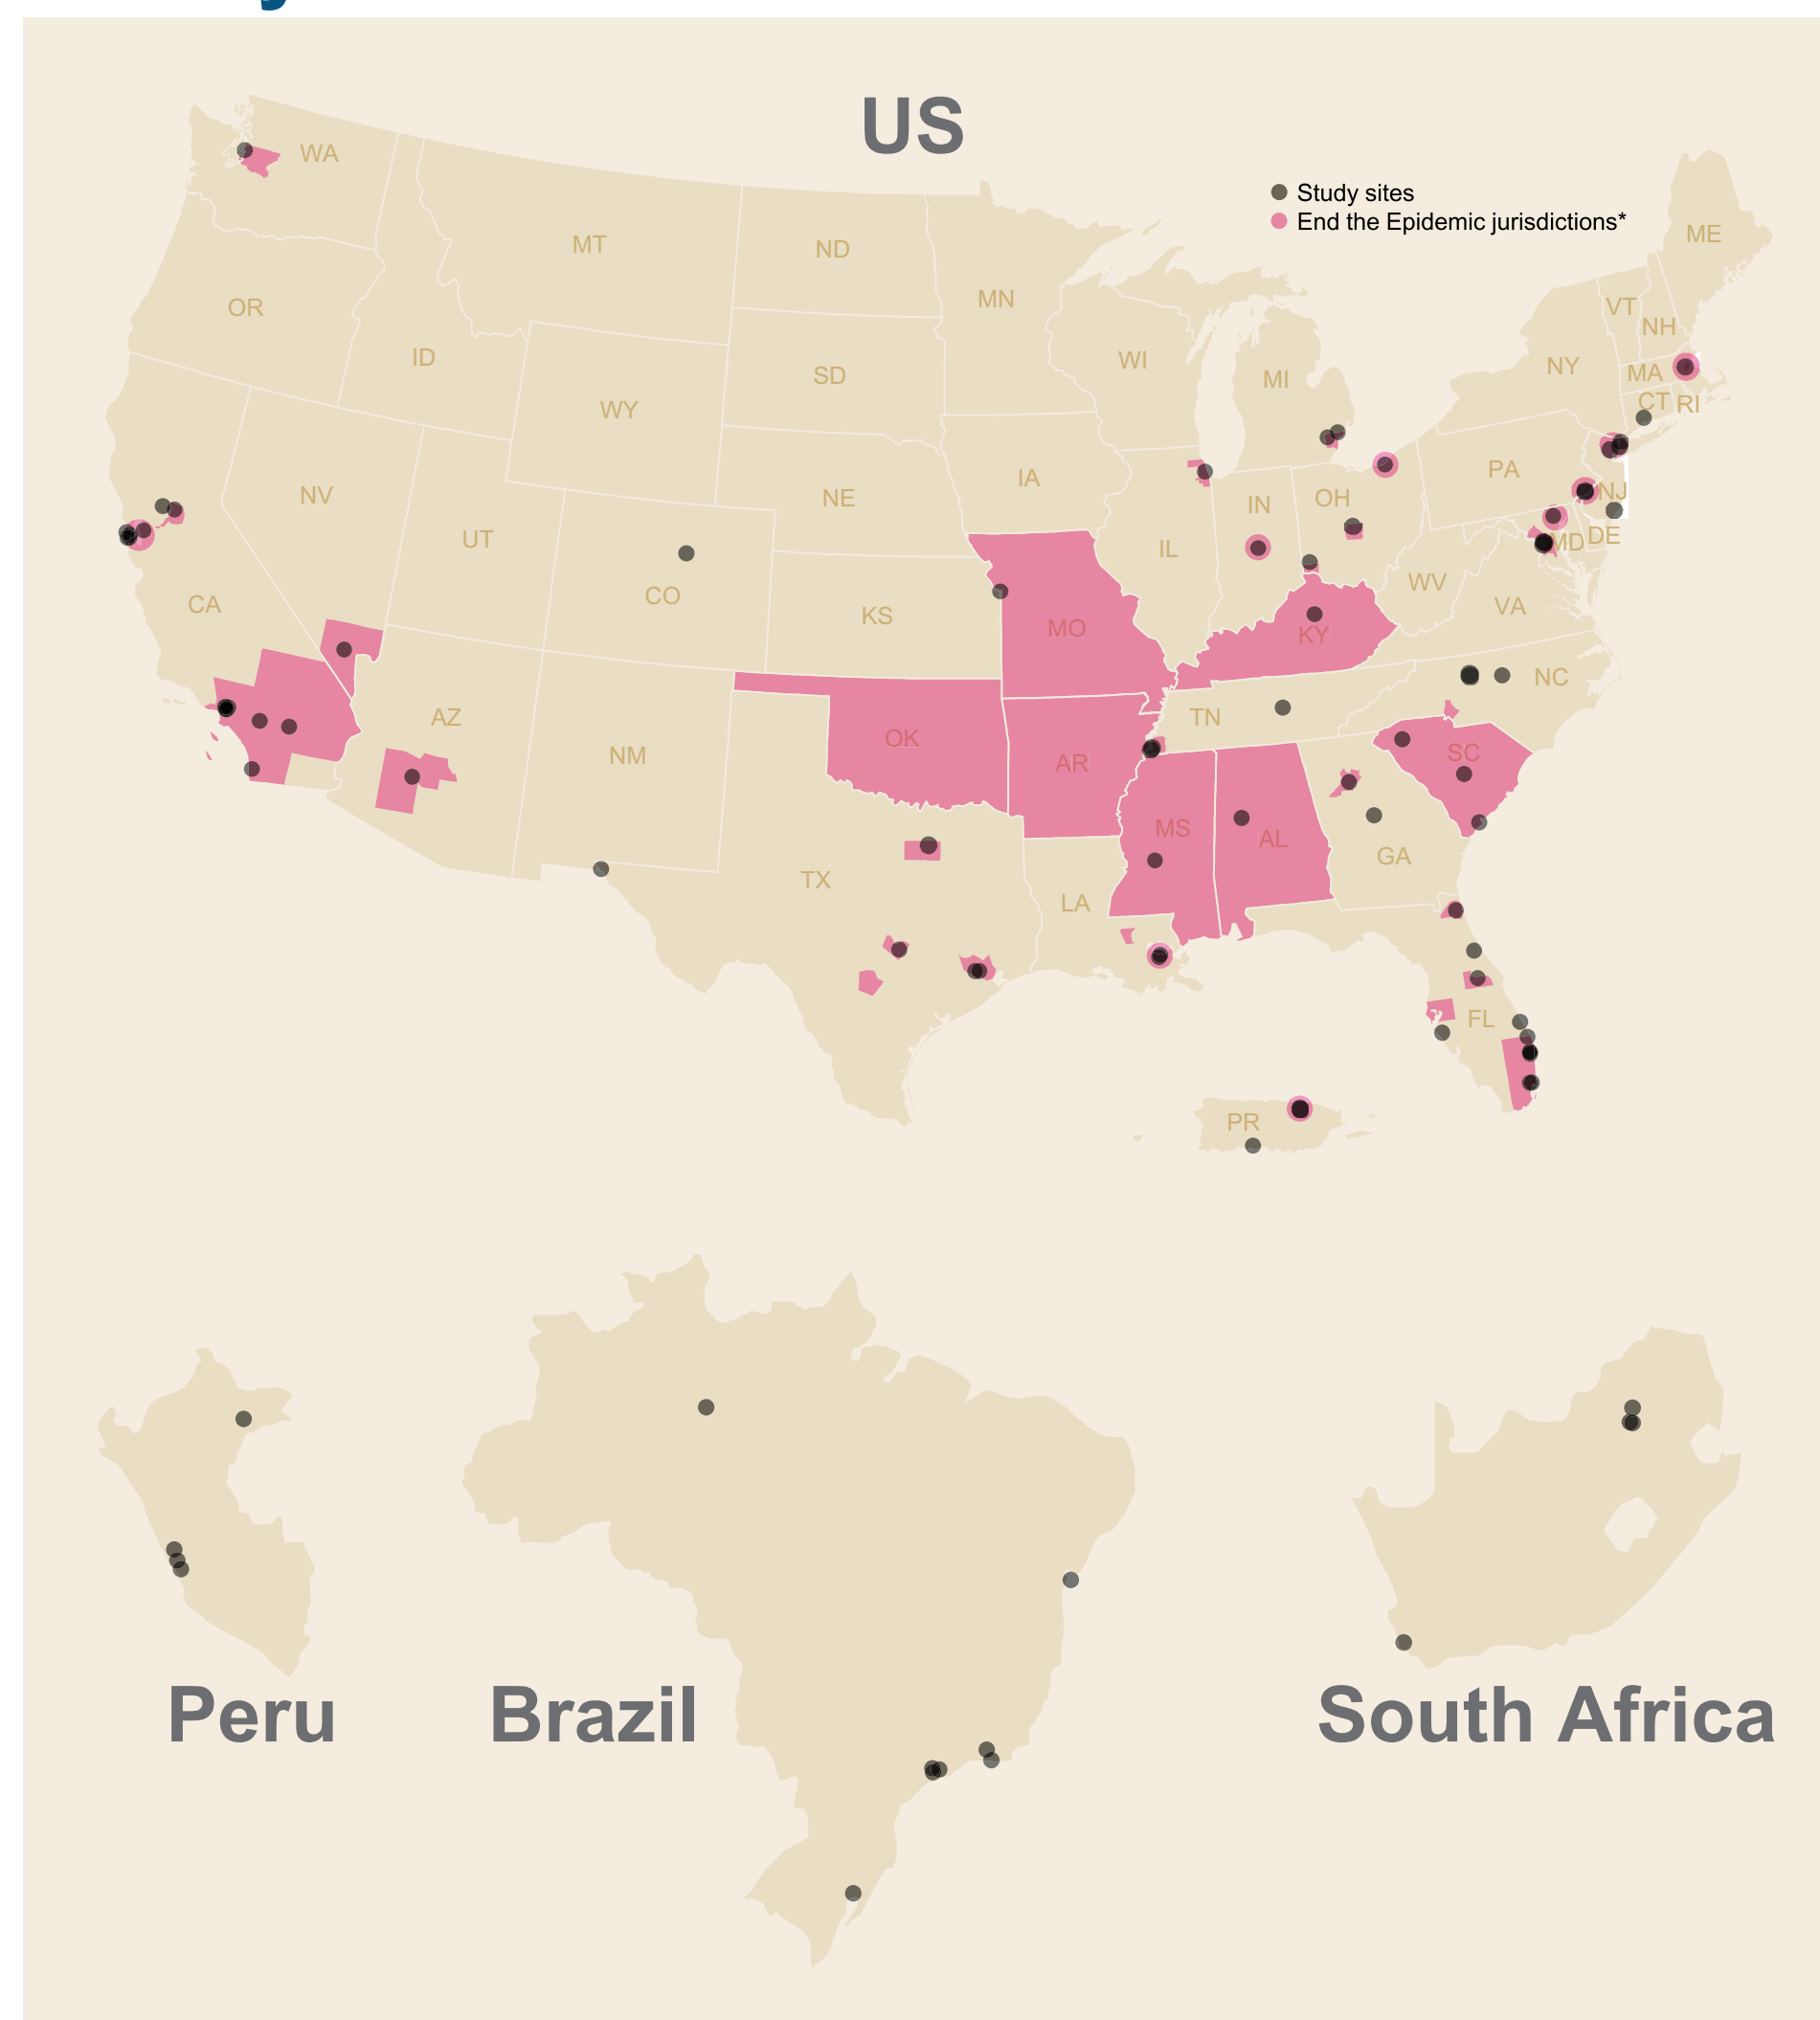 US
Study sites
End the Epidemic jurisdictions*
WA
MT
ND
MN
ME
OR
ID
SD
WI
MI
VT
NH
NY
MA
CT
RI
WY
NE
IA
PA
NV
UT
CO
IL
IN
OH
NJ
MD
DE
CA
KS
MO
WV
VA
KY
AZ
NM
OK
AR
TN
NC
SC
TX
LA
MS
AL
GA
FL
PR
Peru
Brazil
South Africa